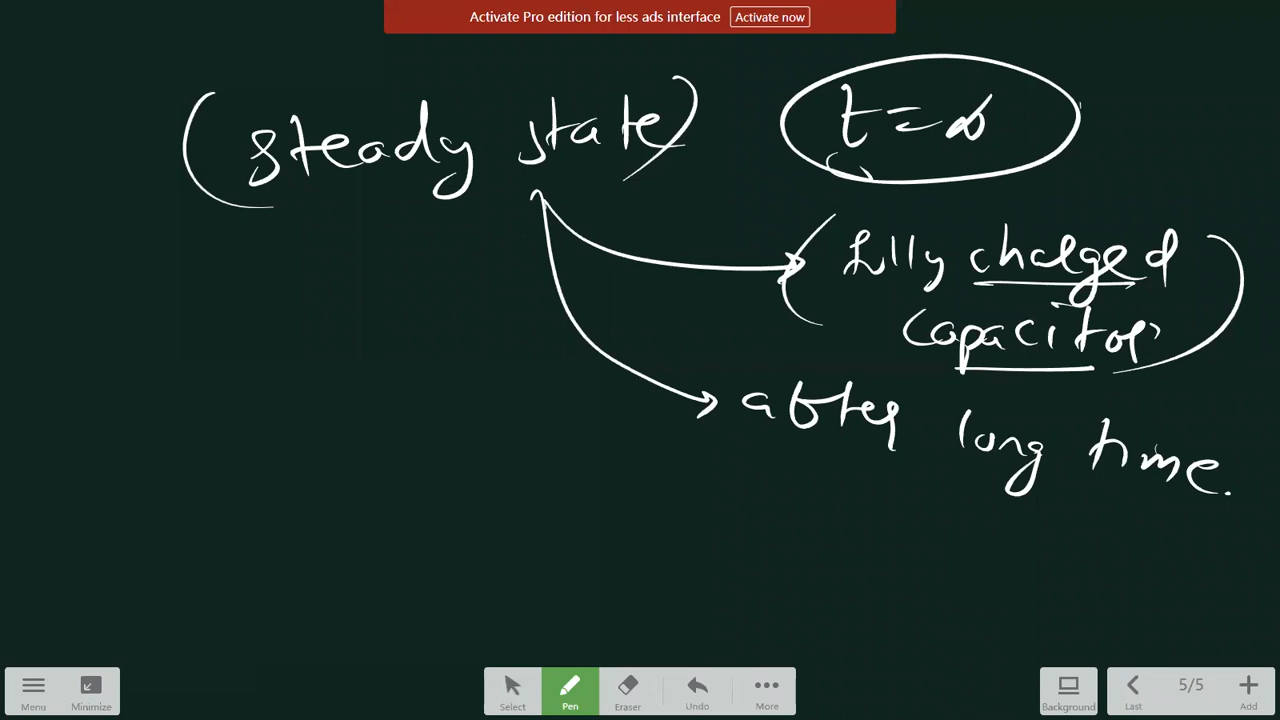 Activate Pro edition for less ads interface Activate now
(steady state) t=∞
(fully charged
capacitor)
after long time.
Menu Minimize Select Pen Eraser Undo More Background Last 5/5 Add